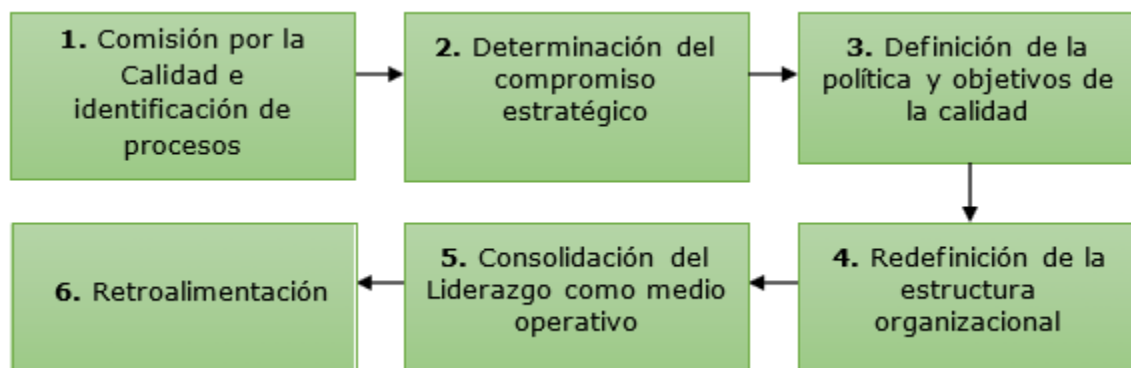 1. Comisión por la
Calidad e
identificación de
procesos
2. Determinación del
compromiso
estratégico
3. Definición de la
política y objetivos de
la calidad
4. Redefinición de la
estructura
organizacional
5. Consolidación del
Liderazgo como medio
operativo
6. Retroalimentación